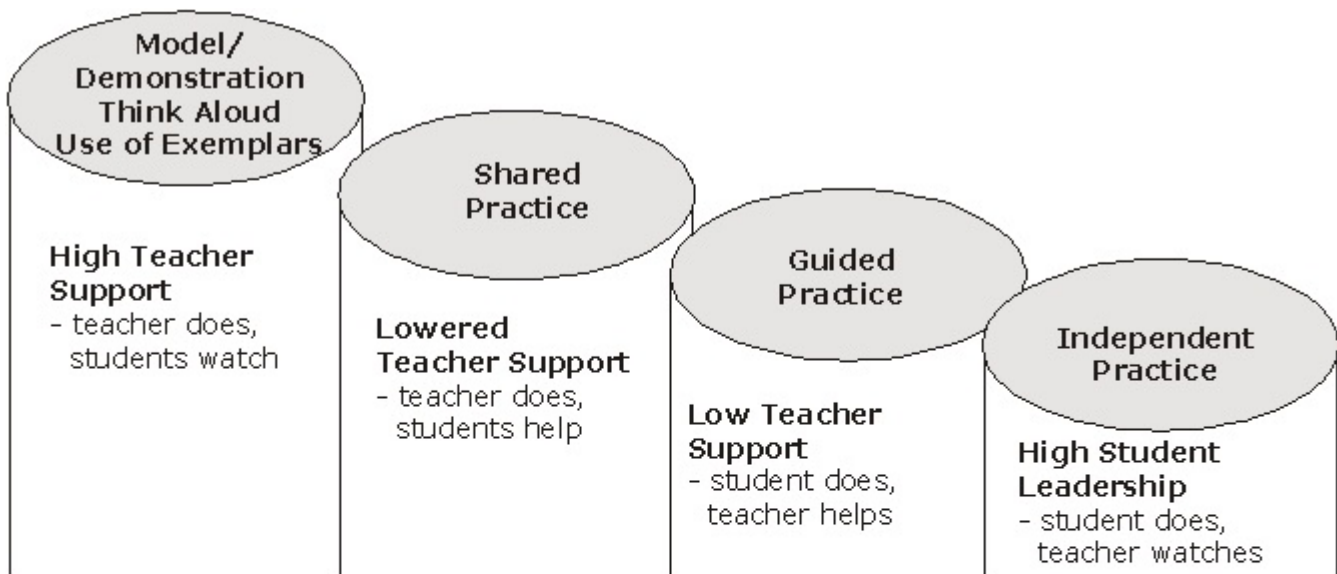 Model/
Demonstration
Think Aloud
Use of Exemplars
High Teacher
Support
- teacher does,
students watch
Shared
Practice
Lowered
Teacher Support
- teacher does,
students help
Guided
Practice
Low Teacher
Support
- student does,
teacher helps
Independent
Practice
High Student
Leadership
- student does,
teacher watches